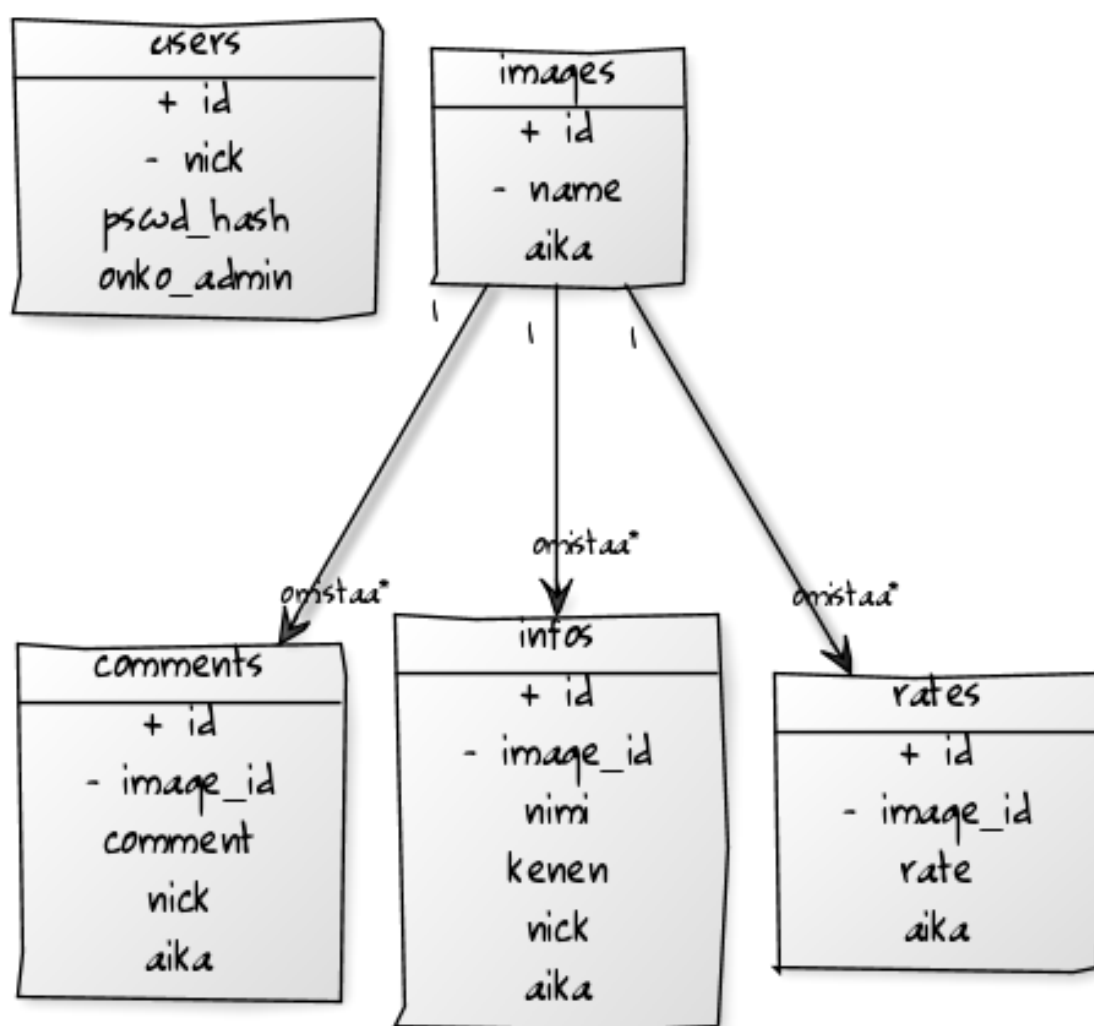 users
+ id
- nick
pswd_hash
onko_admin
images
+ id
- name
aika
1
1
1
omistaa*
omistaa*
omistaa*
comments
+ id
- image_id
comment
nick
aika
infos
+ id
- image_id
nimi
kenen
nick
aika
rates
+ id
- image_id
rate
aika